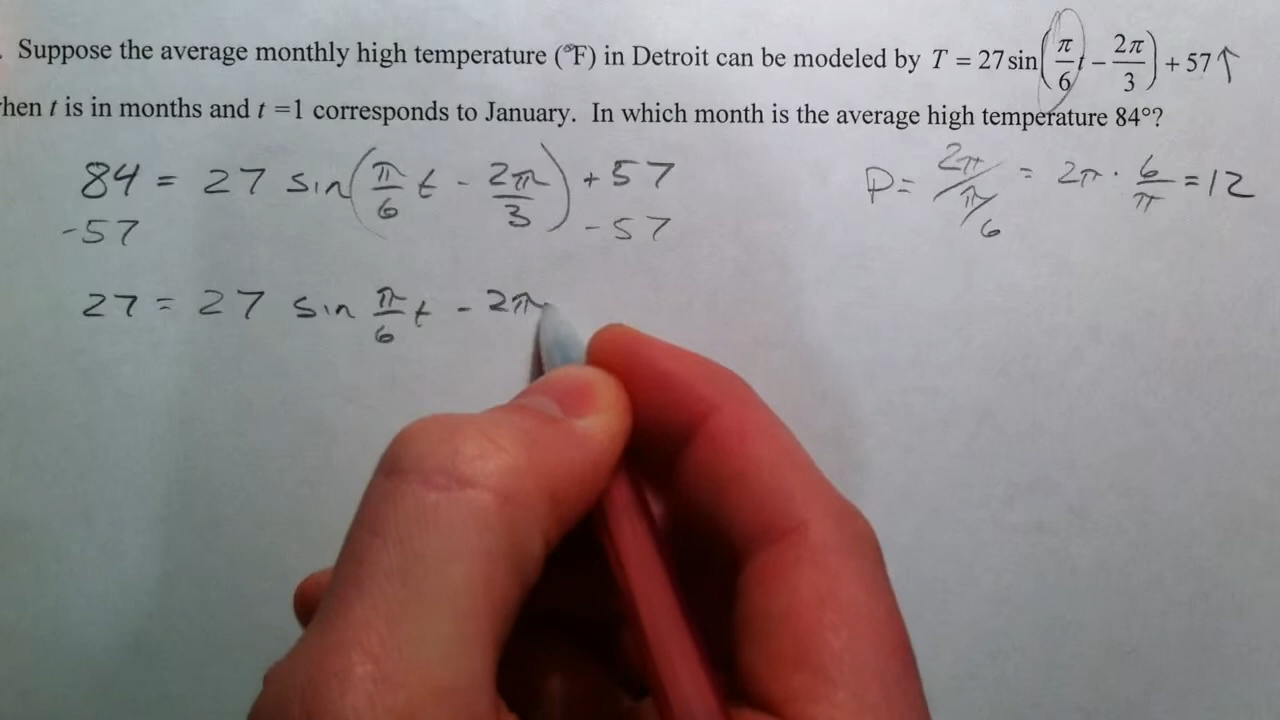 . Suppose the average monthly high temperature (°F) in Detroit can be modeled by T = 27 sin(π/6 t − 2π/3) + 57 ↑
hen t is in months and t =1 corresponds to January. In which month is the average high temperature 84°?
84 = 27 sin(π/6 t - 2π/3) + 57
-57 -57
P = 2π/π/6 = 2π · 6/π = 12
27 = 27 sin π/6 t - 2π